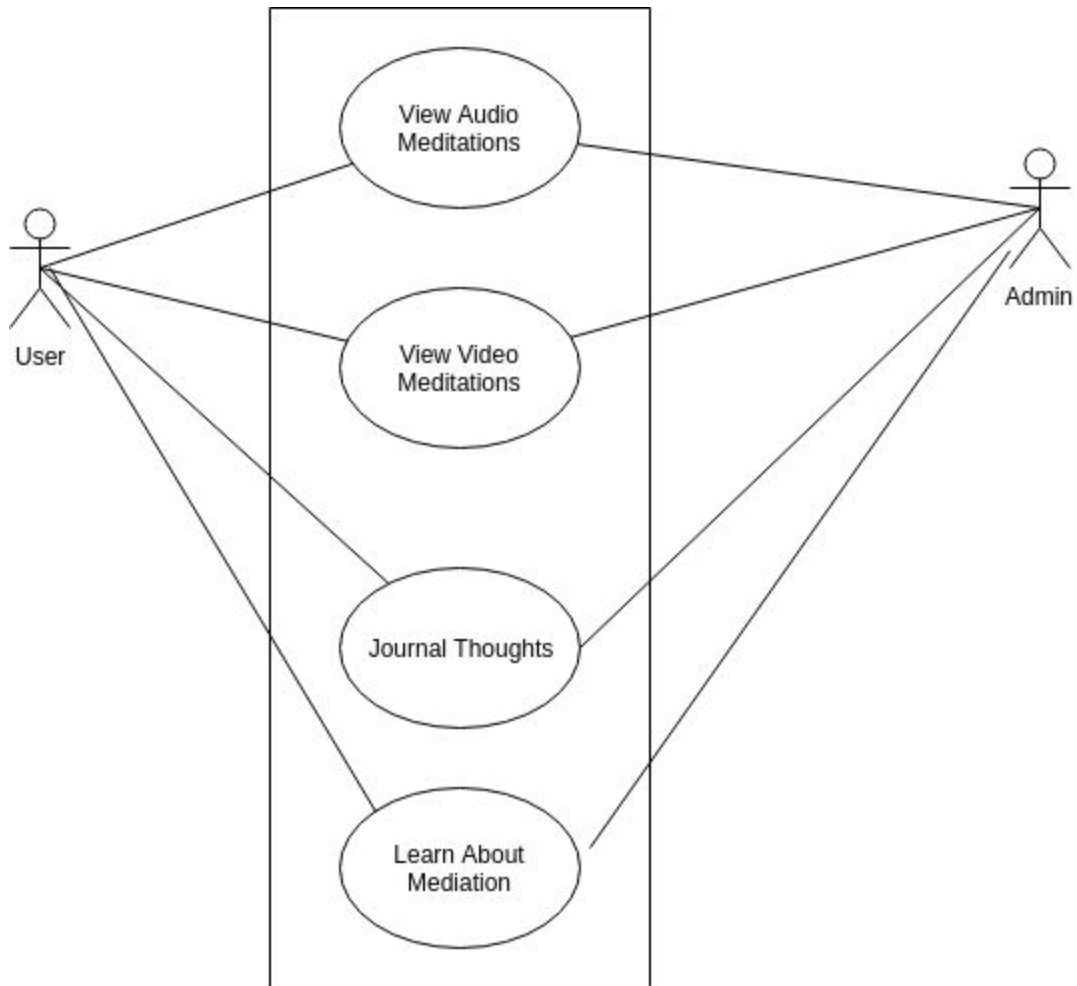 View Audio
Meditations
User
Admin
View Video
Meditations
Journal Thoughts
Learn About
Mediation